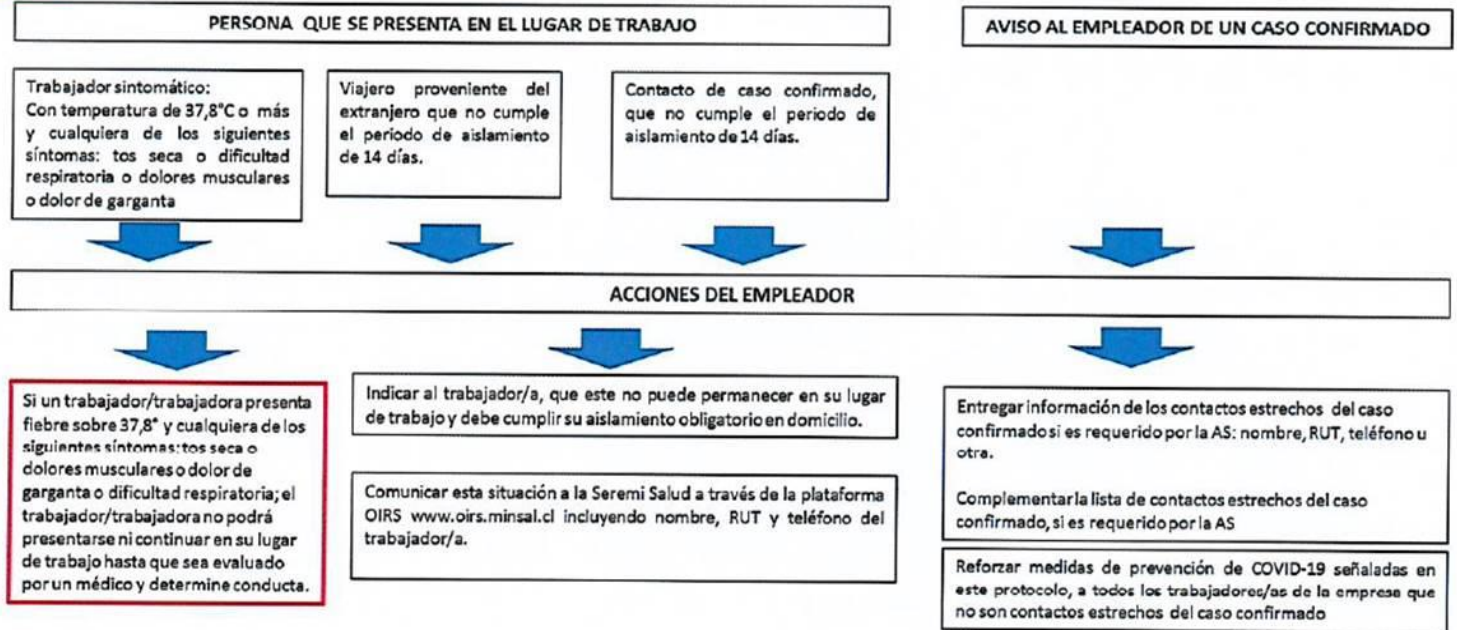 PERSONA QUE SE PRESENTA EN EL LUGAR DE TRABAJO
AVISO AL EMPLEADOR DE UN CASO CONFIRMADO
Trabajador sintomático:
Con temperatura de 37,8°C o más
y cualquiera de los siguientes
síntomas: tos seca o dificultad
respiratoria o dolores musculares
o dolor de garganta
Viajero proveniente del
extranjero que no cumple
el periodo de aislamiento
de 14 días.
Contacto de caso confirmado,
que no cumple el periodo de
aislamiento de 14 días.
ACCIONES DEL EMPLEADOR
Si un trabajador/trabajadora presenta
fiebre sobre 37,8° y cualquiera de los
siguientes síntomas: tos seca o
dolores musculares o dolor de
garganta o dificultad respiratoria; el
trabajador/trabajadora no podrá
presentarse ni continuar en su lugar
de trabajo hasta que sea evaluado
por un médico y determine conducta.
Indicar al trabajador/a, que este no puede permanecer en su lugar
de trabajo y debe cumplir su aislamiento obligatorio en domicilio.
Comunicar esta situación a la Seremi Salud a través de la plataforma
OIRS www.oirs.minsal.cl incluyendo nombre, RUT y teléfono del
trabajador/a.
Entregar información de los contactos estrechos del caso
confirmado si es requerido por la AS: nombre, RUT, teléfono u
otra.
Complementar la lista de contactos estrechos del caso
confirmado, si es requerido por la AS
Reforzar medidas de prevención de COVID-19 señaladas en
este protocolo, a todos los trabajadores/as de la empresa que
no son contactos estrechos del caso confirmado